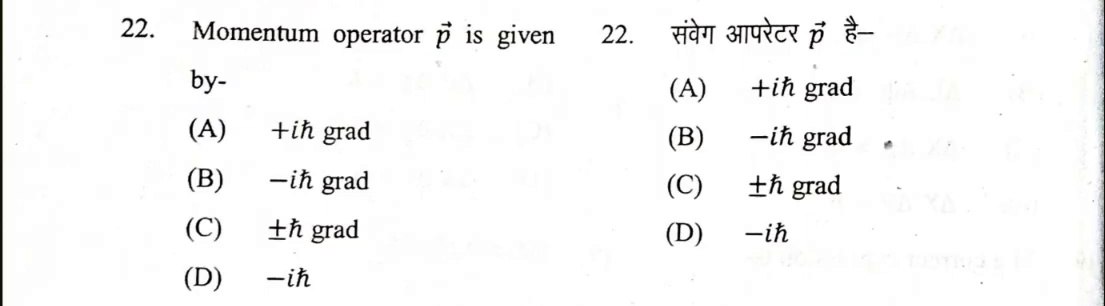 22. Momentum operator p⃗ is given
by-
(A) +iℏ grad
(B) −iℏ grad
(C) ±ℏ grad
(D) −iℏ
22. संवेग आपरेटर p⃗ है–
(A) +iℏ grad
(B) −iℏ grad
(C) ±ℏ grad
(D) −iℏ